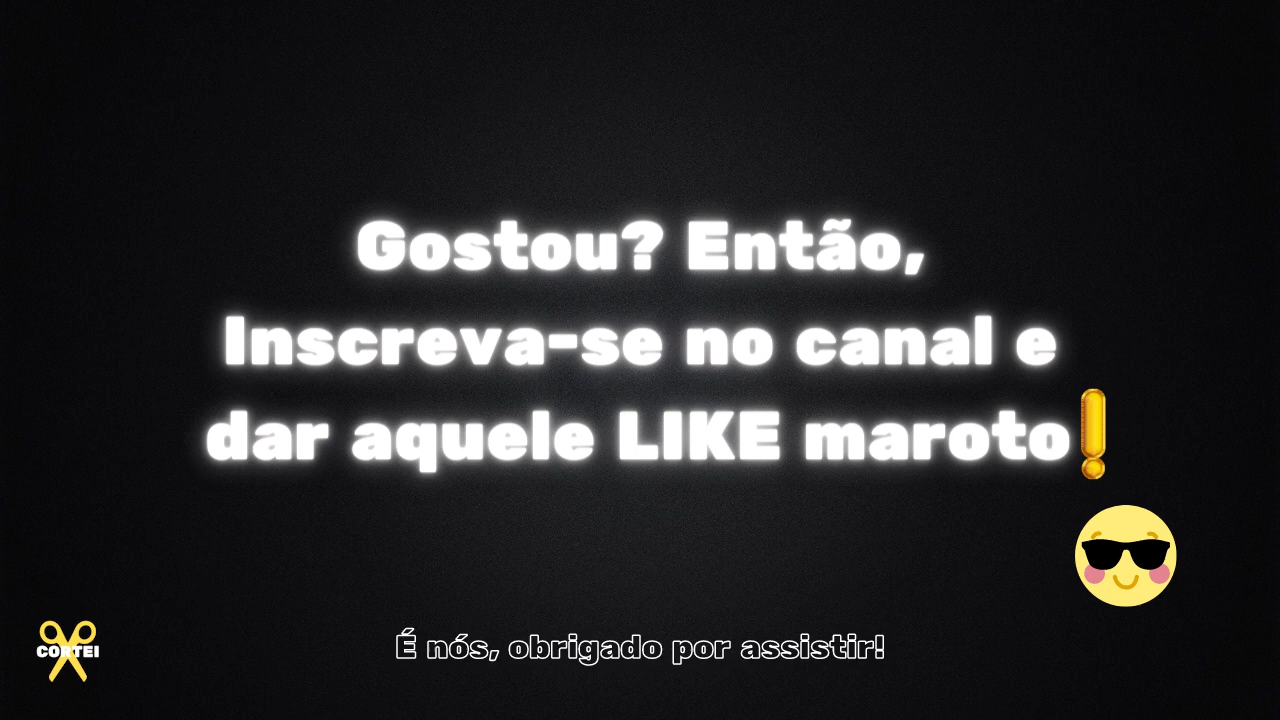 Gostou? Então,
Inscreva-se no canal e
dar aquele LIKE maroto!
É nós, obrigado por assistir!
CORTEI